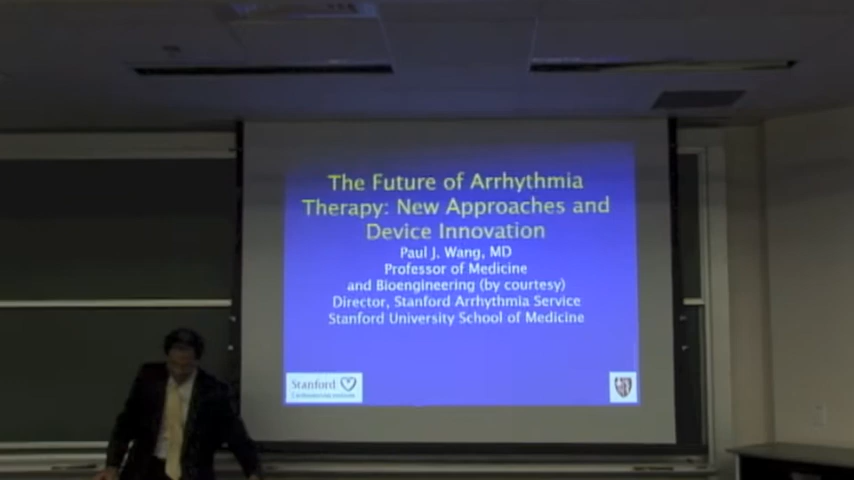 The Future of Arrhythmia
Therapy: New Approaches and
Device Innovation
Paul J. Wang, MD
Professor of Medicine
and Bioengineering (by courtesy)
Director, Stanford Arrhythmia Service
Stanford University School of Medicine
Stanford